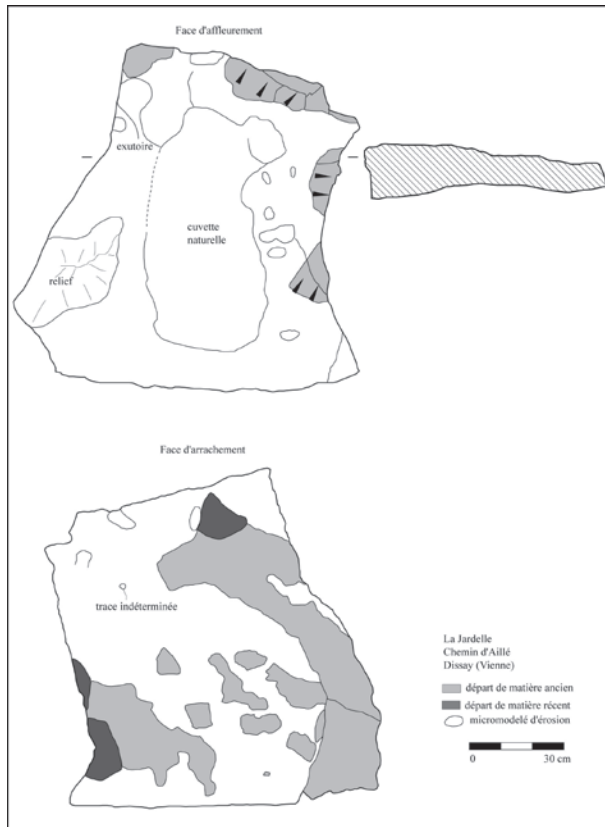 Face d'affleurement
exutoire
cuvette
naturelle
relief
Face d'arrachement
trace indéterminée
La Jardelle
Chemin d'Aillé
Dissay (Vienne)
départ de matière ancien
départ de matière récent
micromodelé d'érosion
0 30 cm